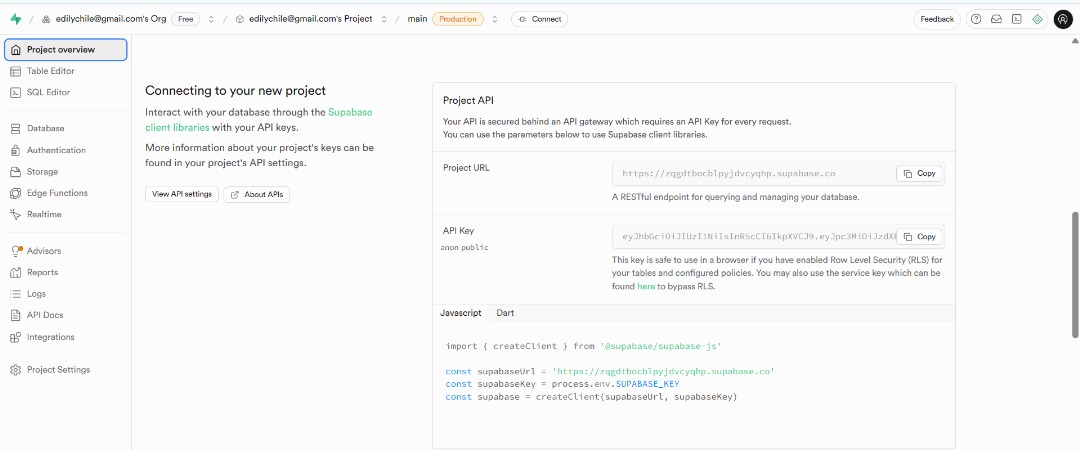 edilychile@gmail.com's Org Free / edilychile@gmail.com's Project / main Production Connect Feedback
Project overview
Table Editor
SQL Editor
Database
Authentication
Storage
Edge Functions
Realtime
Advisors
Reports
Logs
API Docs
Integrations
Project Settings
Connecting to your new project
Interact with your database through the Supabase
client libraries with your API keys.
More information about your project's keys can be
found in your project's API settings.
View API settings About APIs
Project API
Your API is secured behind an API gateway which requires an API Key for every request.
You can use the parameters below to use Supabase client libraries.
Project URL
https://zqgdtbocblpyjdvcyqhp.supabase.co Copy
A RESTful endpoint for querying and managing your database.
API Key
anon public
eyJhbGciOiJIUzI1NiIsInR5cCI6IkpXVCJ9.eyJpc3MiOiJzdX Copy
This key is safe to use in a browser if you have enabled Row Level Security (RLS) for
your tables and configured policies. You may also use the service key which can be
found here to bypass RLS.
Javascript Dart
import { createClient } from '@supabase/supabase-js'
const supabaseUrl = 'https://zqgdtbocblpyjdvcyqhp.supabase.co'
const supabaseKey = process.env.SUPABASE_KEY
const supabase = createClient(supabaseUrl, supabaseKey)